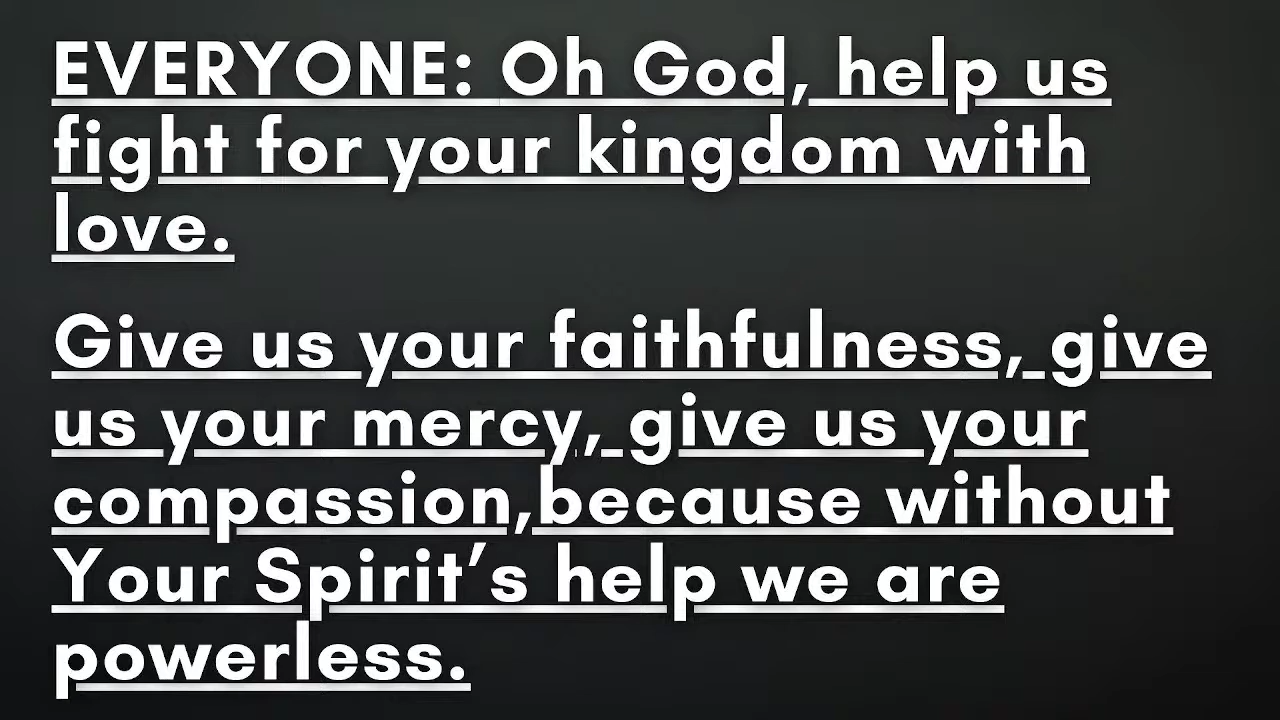 EVERYONE: Oh God, help us
fight for your kingdom with
love.
Give us your faithfulness, give
us your mercy, give us your
compassion,because without
Your Spirit’s help we are
powerless.